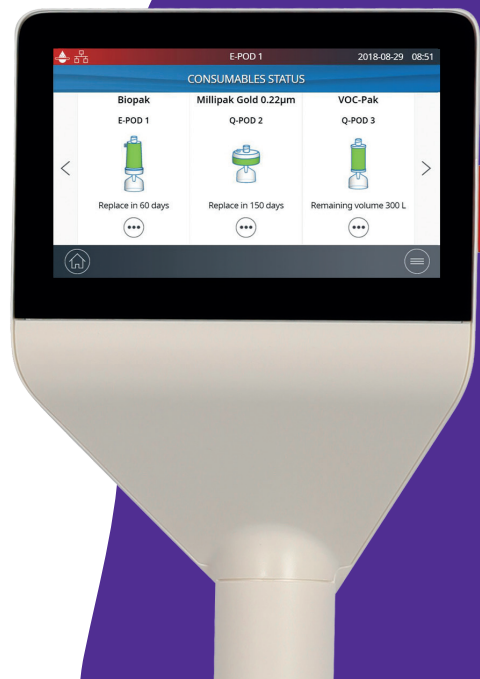 E-POD 1 2018-08-29 08:51
CONSUMABLES STATUS
Biopak Millipak Gold 0.22µm VOC-Pak
E-POD 1 Q-POD 2 Q-POD 3
Replace in 60 days Replace in 150 days Remaining volume 300 L